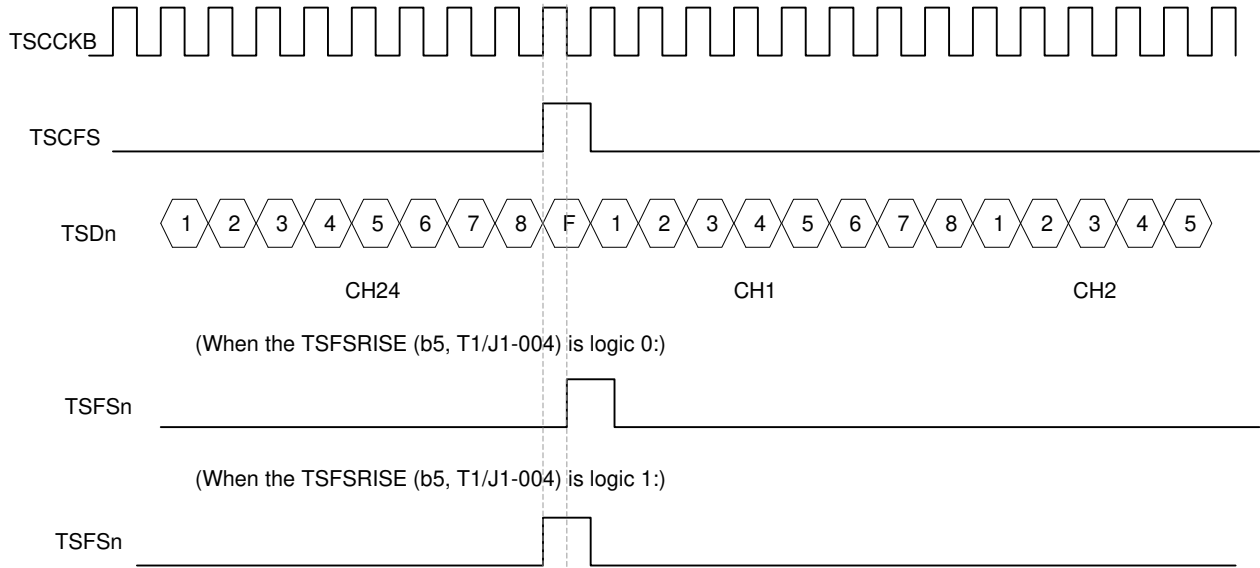 TSCCKB
TSCFS
TSDn 1 2 3 4 5 6 7 8 F 1 2 3 4 5 6 7 8 1 2 3 4 5
CH24 CH1 CH2
(When the TSFSRISE (b5, T1/J1-004) is logic 0:)
TSFSn
(When the TSFSRISE (b5, T1/J1-004) is logic 1:)
TSFSn